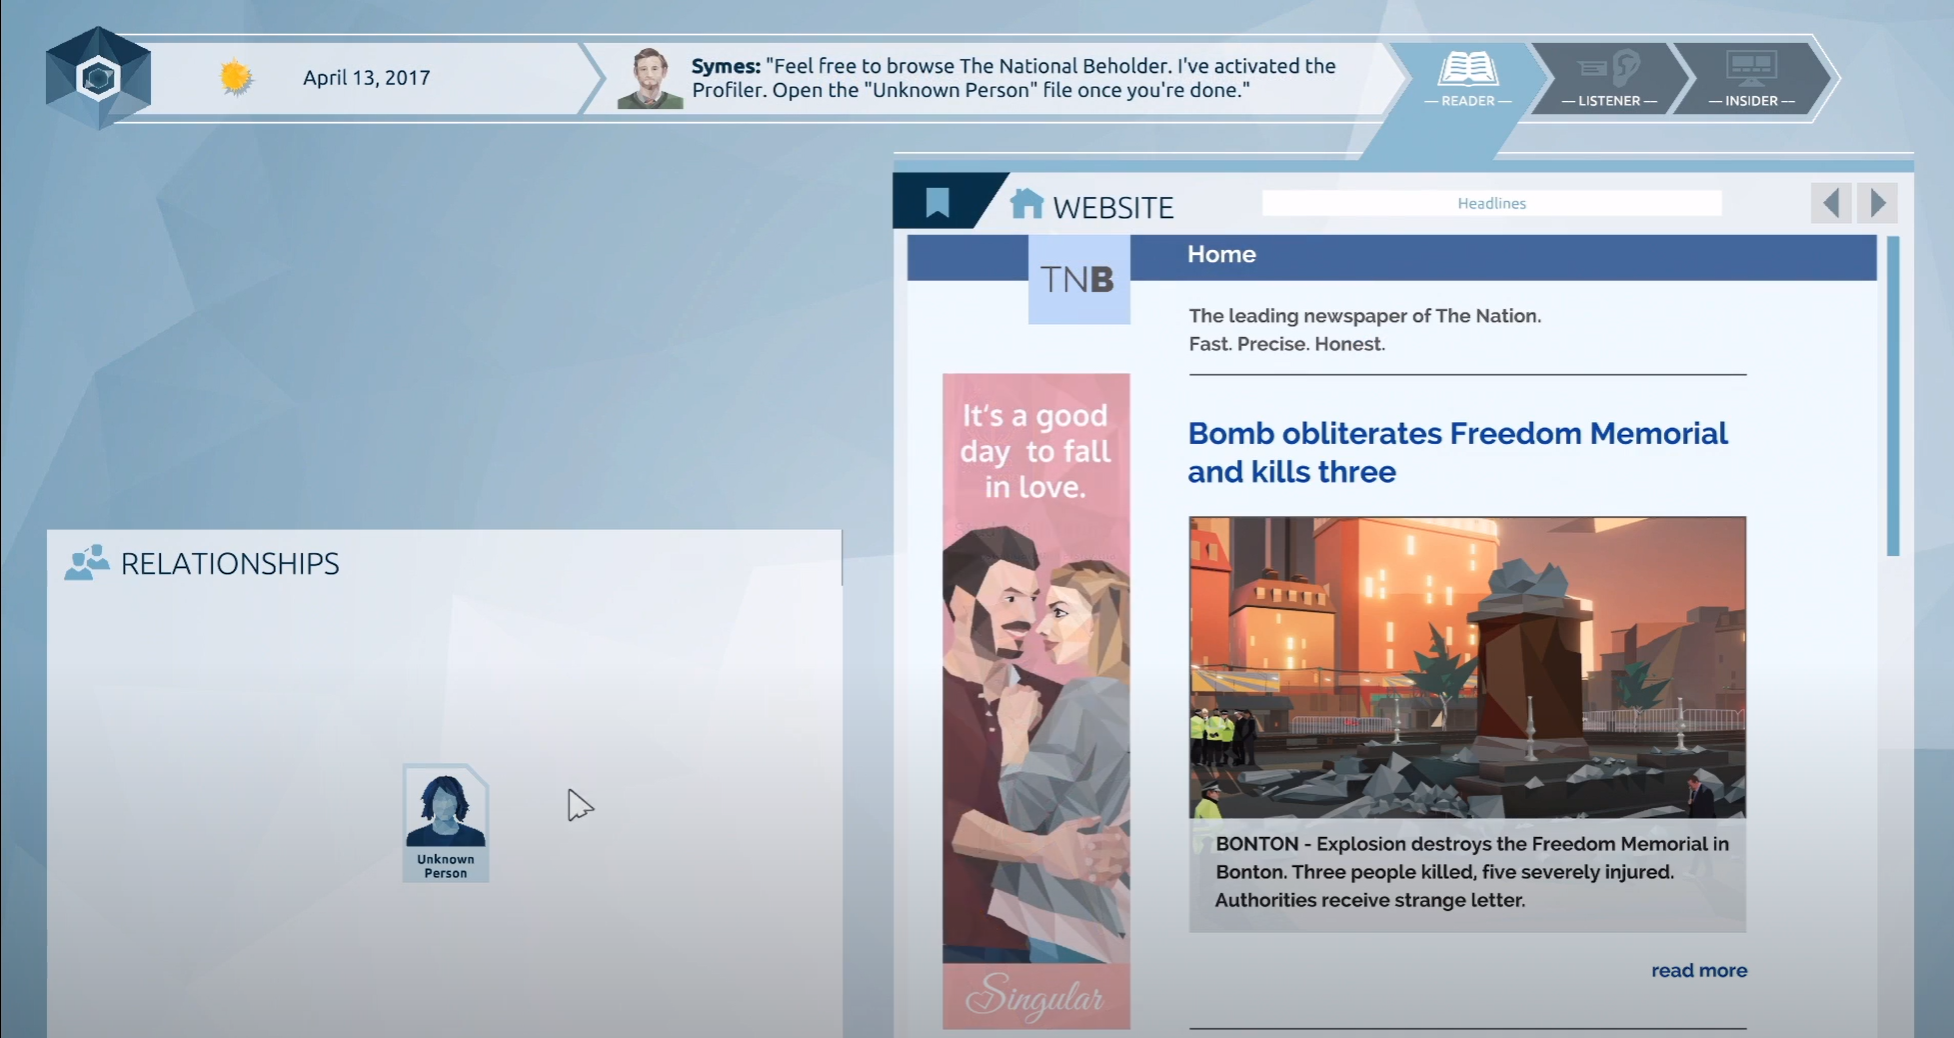 April 13, 2017
Symes: "Feel free to browse The National Beholder. I've activated the
Profiler. Open the "Unknown Person" file once you're done."
READER
LISTENER
INSIDER
WEBSITE
Headlines
TNB
Home
The leading newspaper of The Nation.
Fast. Precise. Honest.
It's a good
day to fall
in love.
Singular
Bomb obliterates Freedom Memorial
and kills three
BONTON - Explosion destroys the Freedom Memorial in
Bonton. Three people killed, five severely injured.
Authorities receive strange letter.
read more
RELATIONSHIPS
Unknown
Person